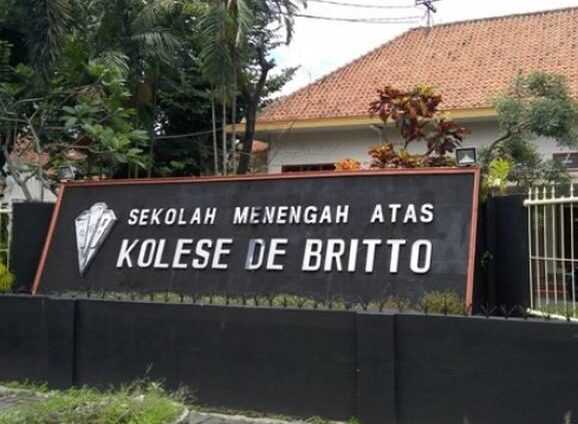 SEKOLAH MENENGAH ATAS
KOLESE DE BRITTO